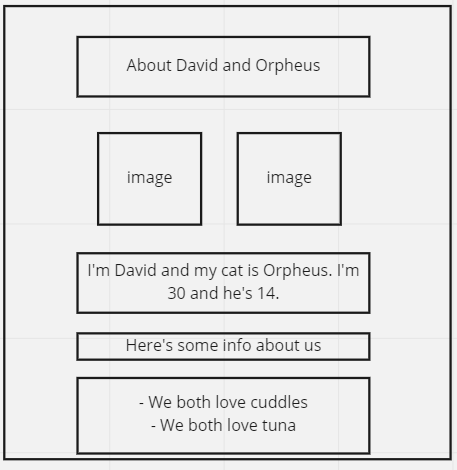 About David and Orpheus
image image
I'm David and my cat is Orpheus. I'm
30 and he's 14.
Here's some info about us
- We both love cuddles
- We both love tuna